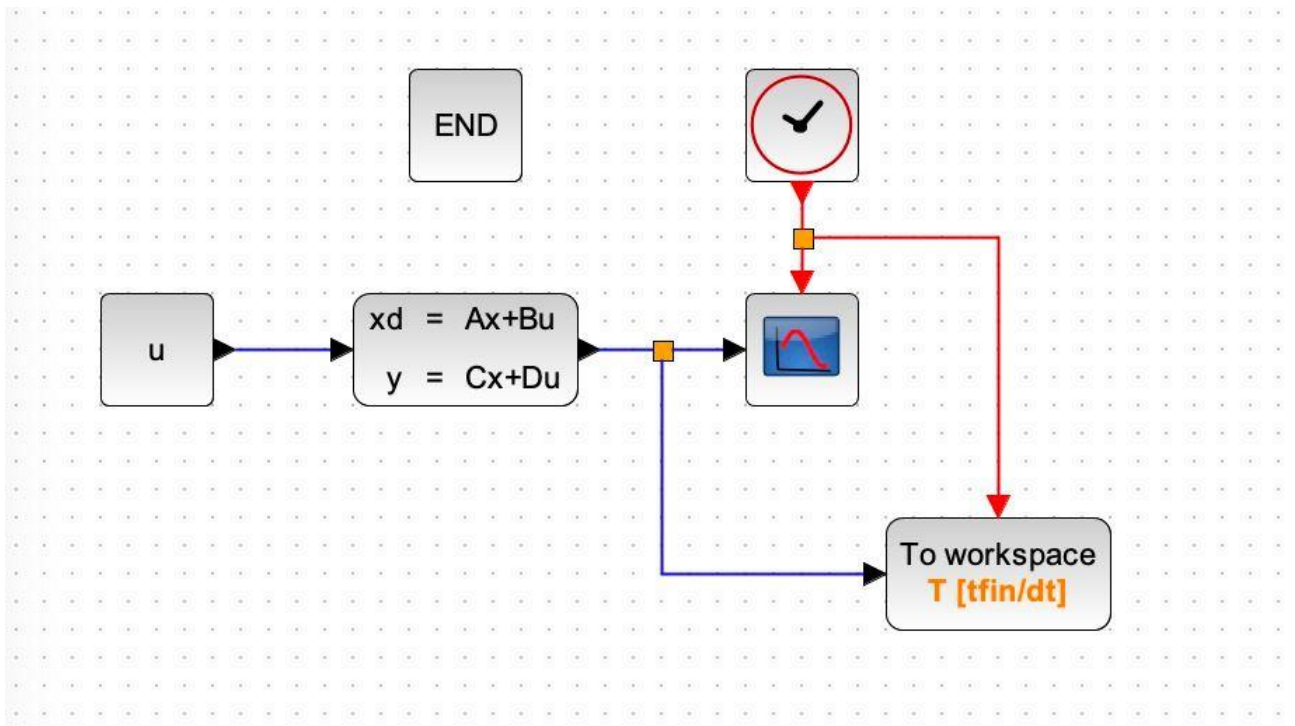 END
u
xd = Ax+Bu
y = Cx+Du
To workspace
T [tfin/dt]